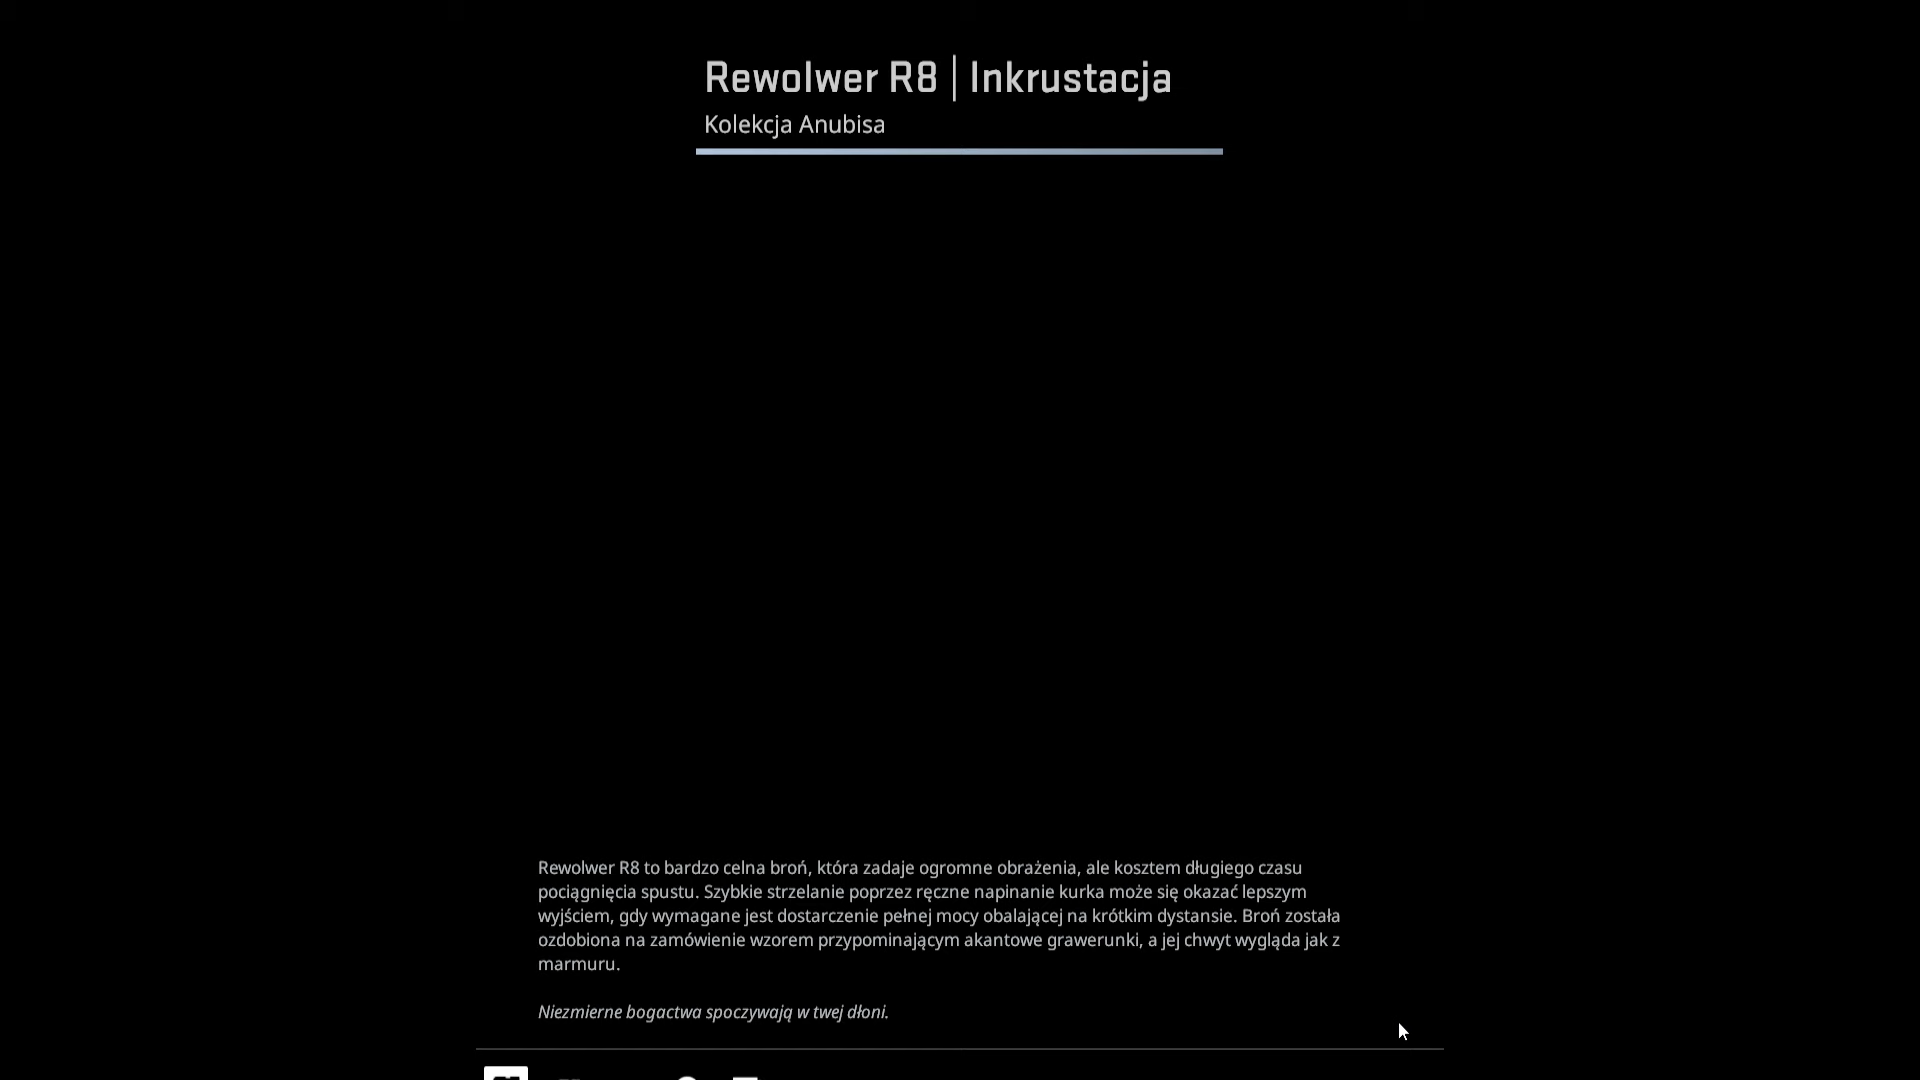 Rewolwer R8 | Inkrustacja
Kolekcja Anubisa
Rewolwer R8 to bardzo celna broń, która zadaje ogromne obrażenia, ale kosztem długiego czasu
pociągnięcia spustu. Szybkie strzelanie poprzez ręczne napinanie kurka może się okazać lepszym
wyjściem, gdy wymagane jest dostarczenie pełnej mocy obalającej na krótkim dystansie. Broń została
ozdobiona na zamówienie wzorem przypominającym akantowe grawerunki, a jej chwyt wygląda jak z
marmuru.
Niezmierne bogactwa spoczywają w twej dłoni.